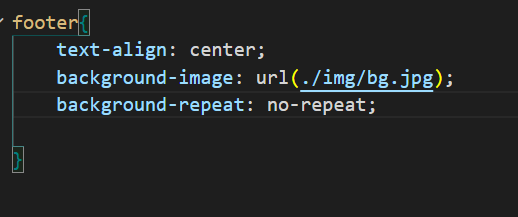 footer{
text-align: center;
background-image: url(./img/bg.jpg);
background-repeat: no-repeat;
}